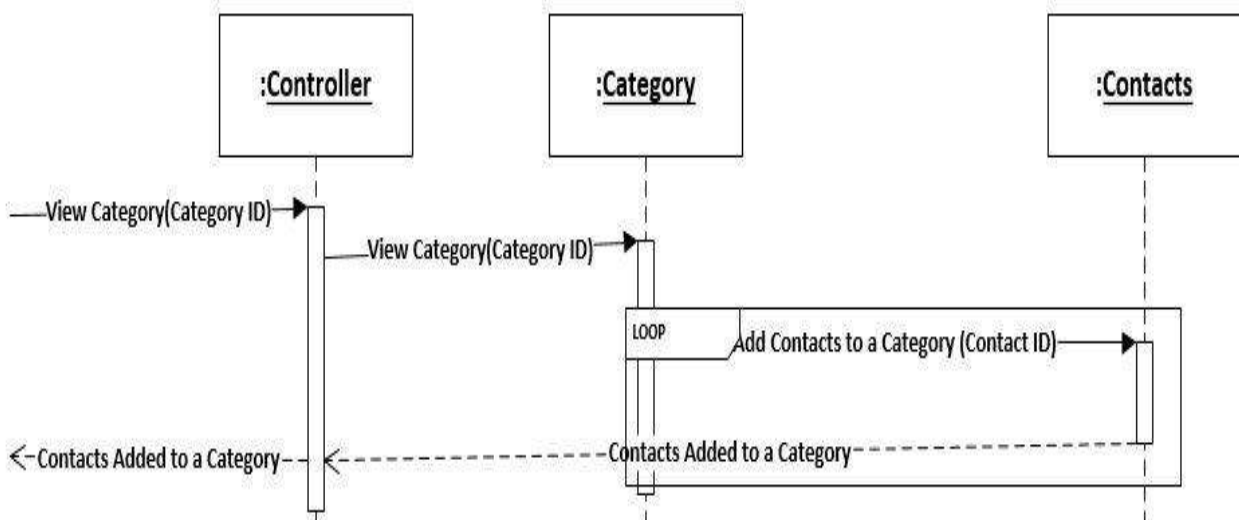 :Controller
:Category
:Contacts
View Category(Category ID)
View Category(Category ID)
LOOP
Add Contacts to a Category (Contact ID)
Contacts Added to a Category
Contacts Added to a Category